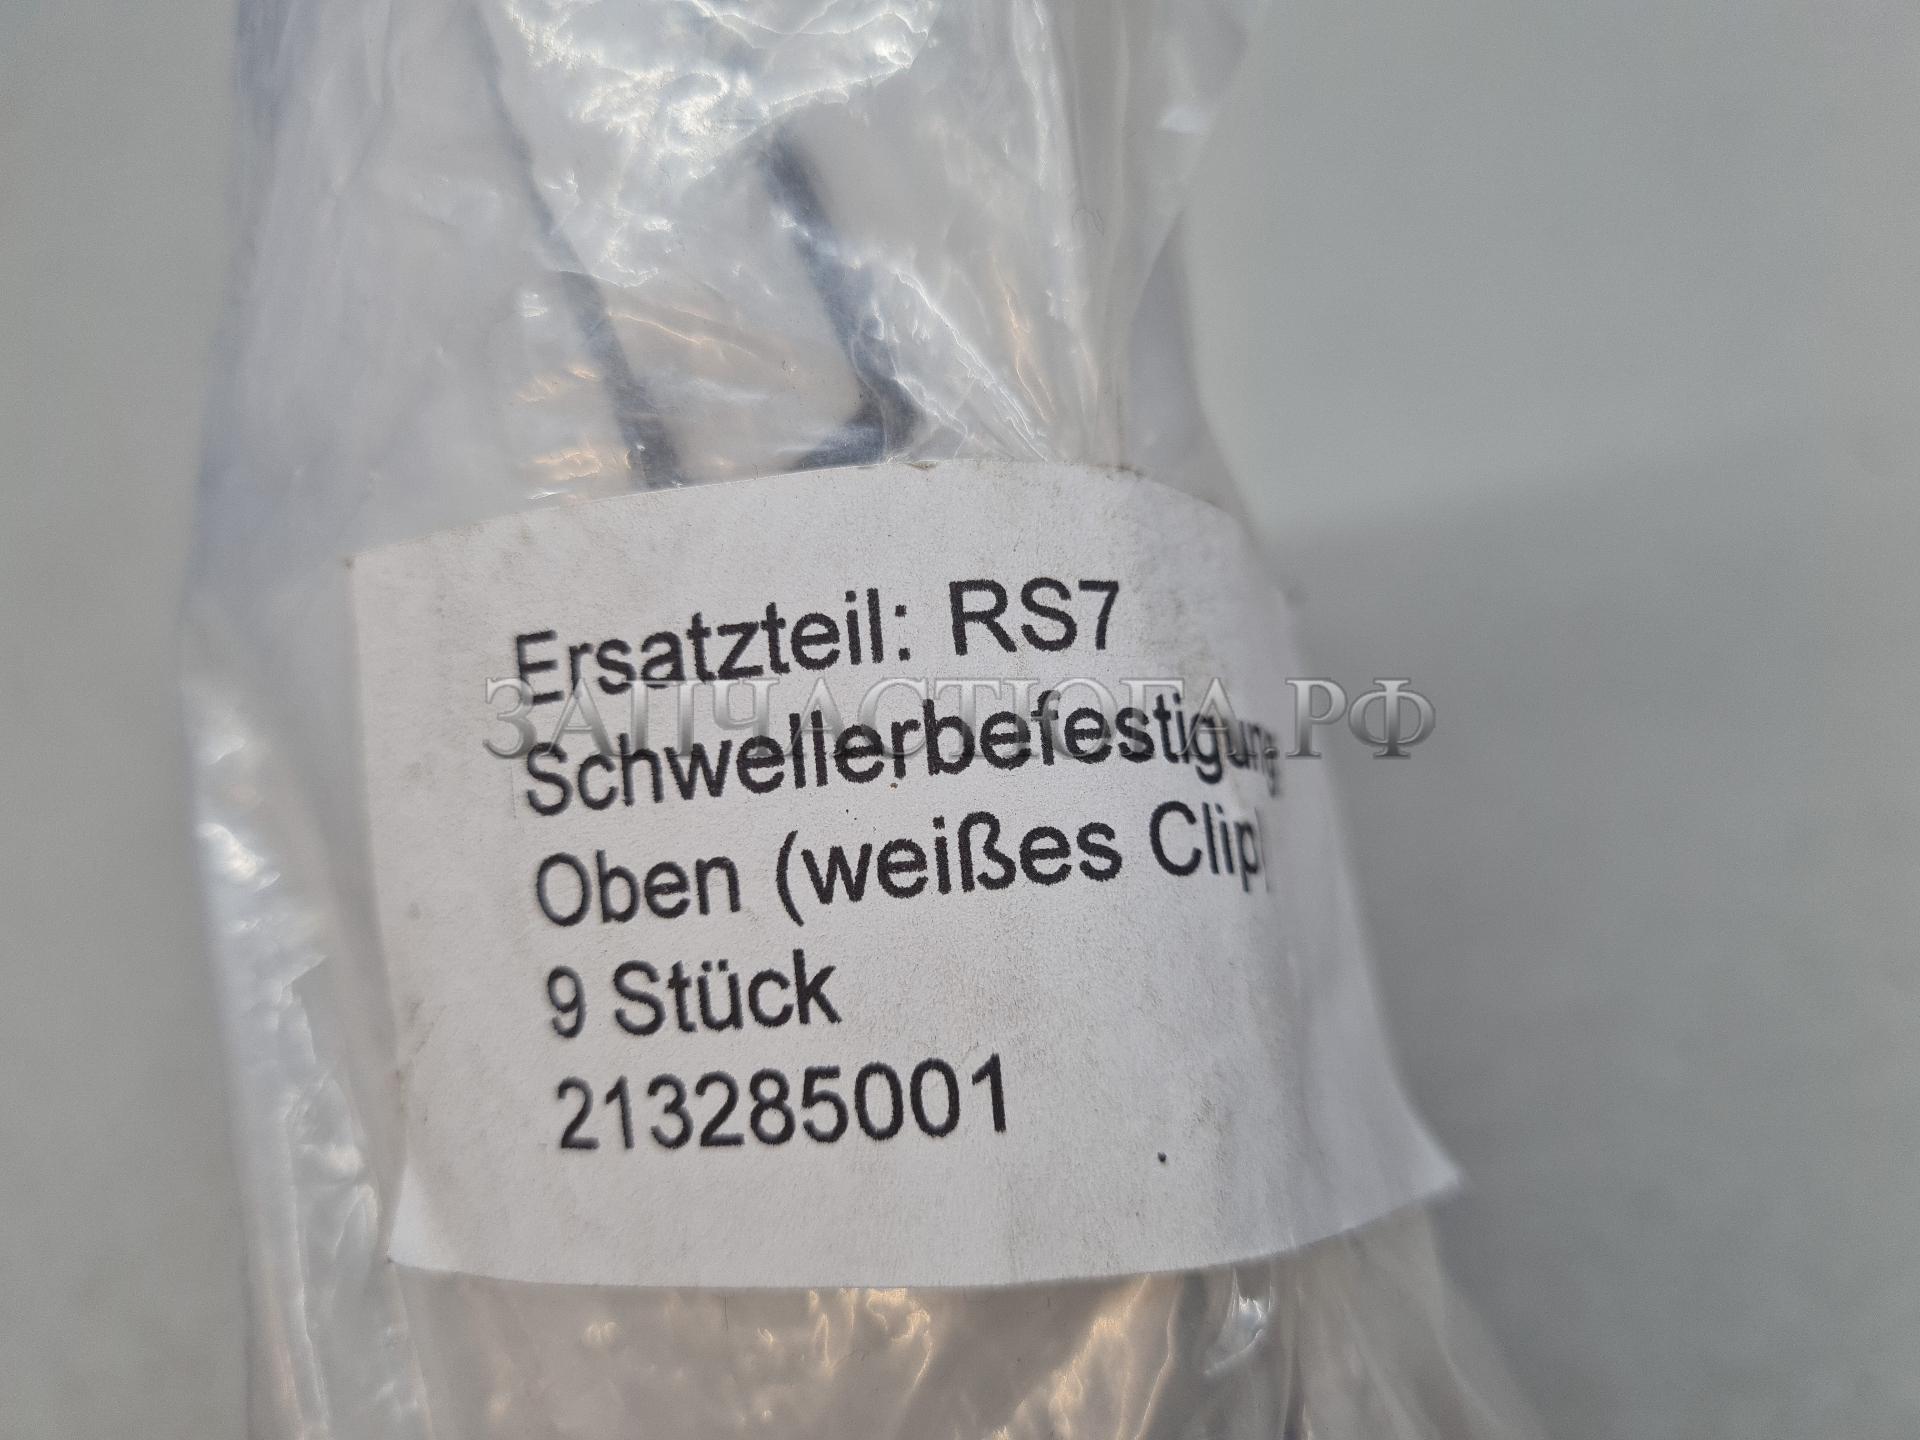 Ersatzteil: RS7
ЗАПЧАСТЮГА.РФ
Schwellerbefestigung
Oben (weißes Clip)
9 Stück
213285001